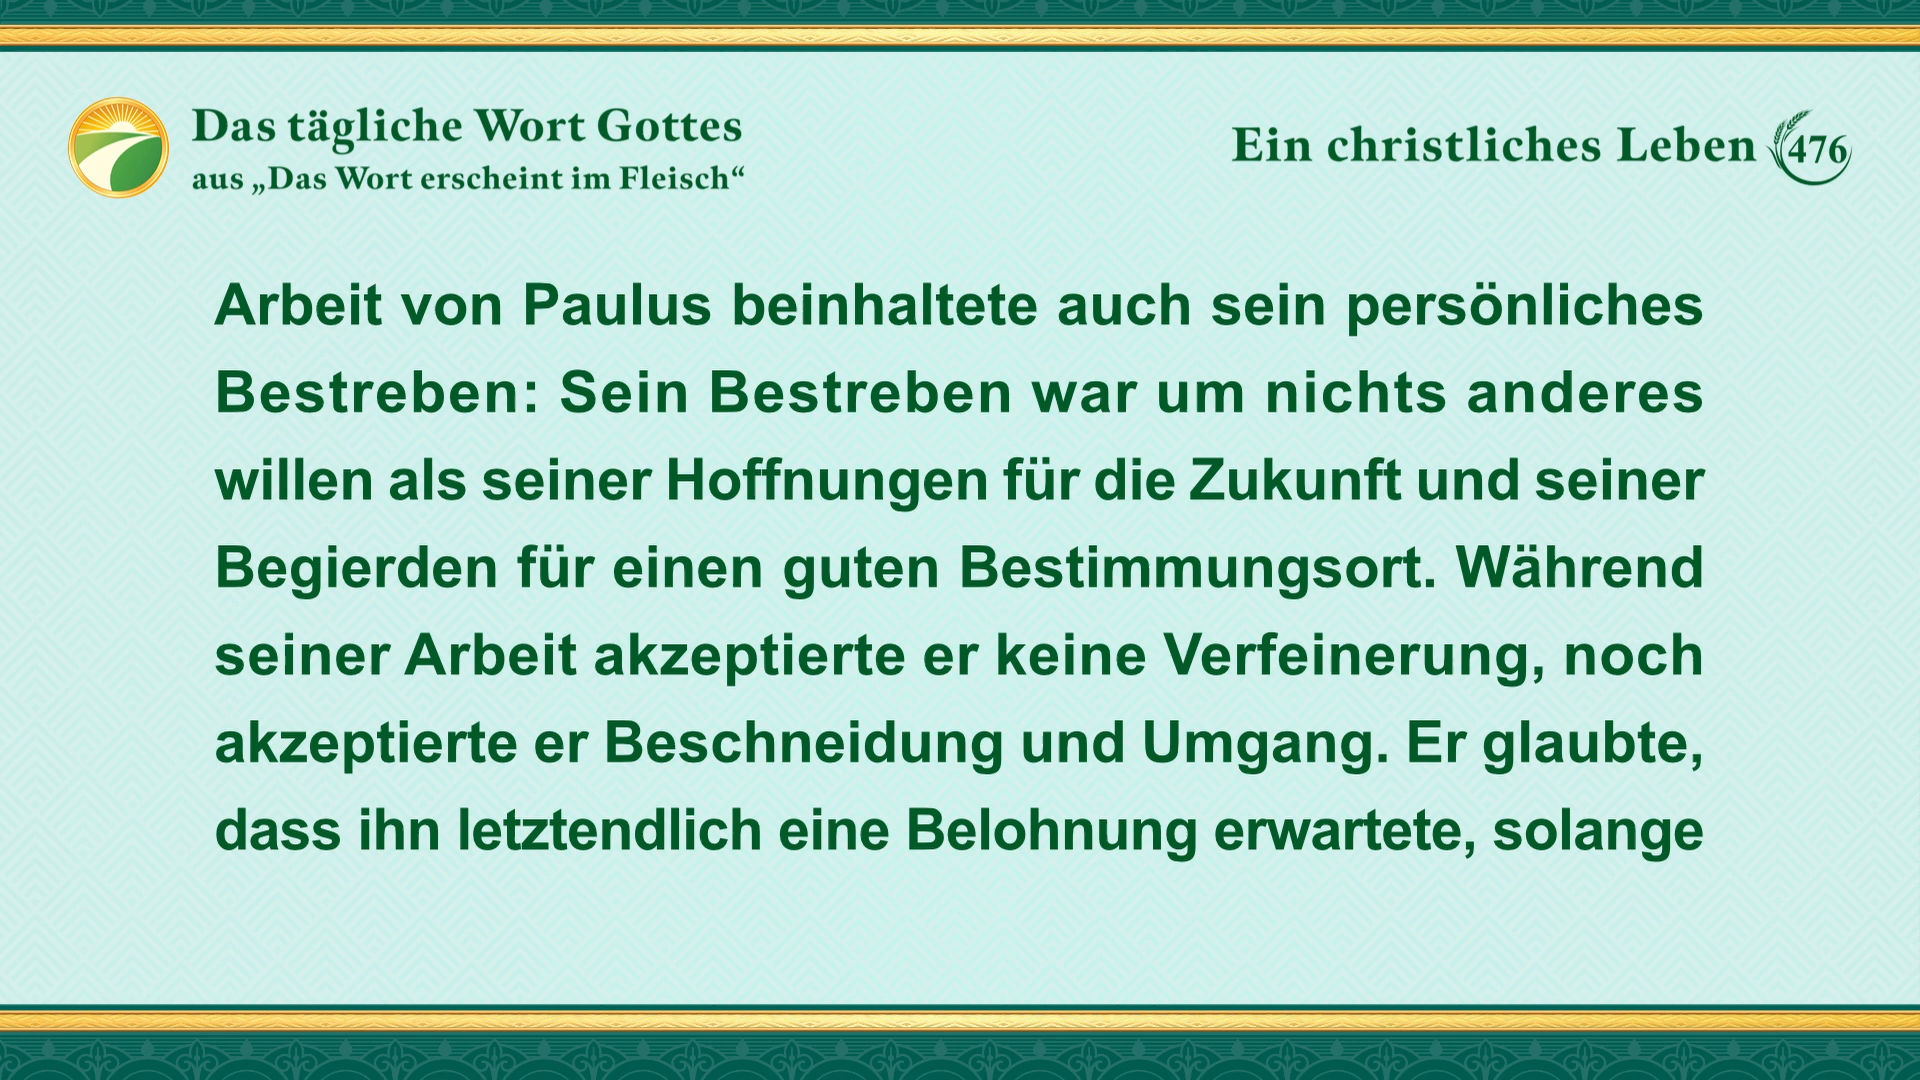 Das tägliche Wort Gottes
aus „Das Wort erscheint im Fleisch“
Ein christliches Leben 476
Arbeit von Paulus beinhaltete auch sein persönliches
Bestreben: Sein Bestreben war um nichts anderes
willen als seiner Hoffnungen für die Zukunft und seiner
Begierden für einen guten Bestimmungsort. Während
seiner Arbeit akzeptierte er keine Verfeinerung, noch
akzeptierte er Beschneidung und Umgang. Er glaubte,
dass ihn letztendlich eine Belohnung erwartete, solange